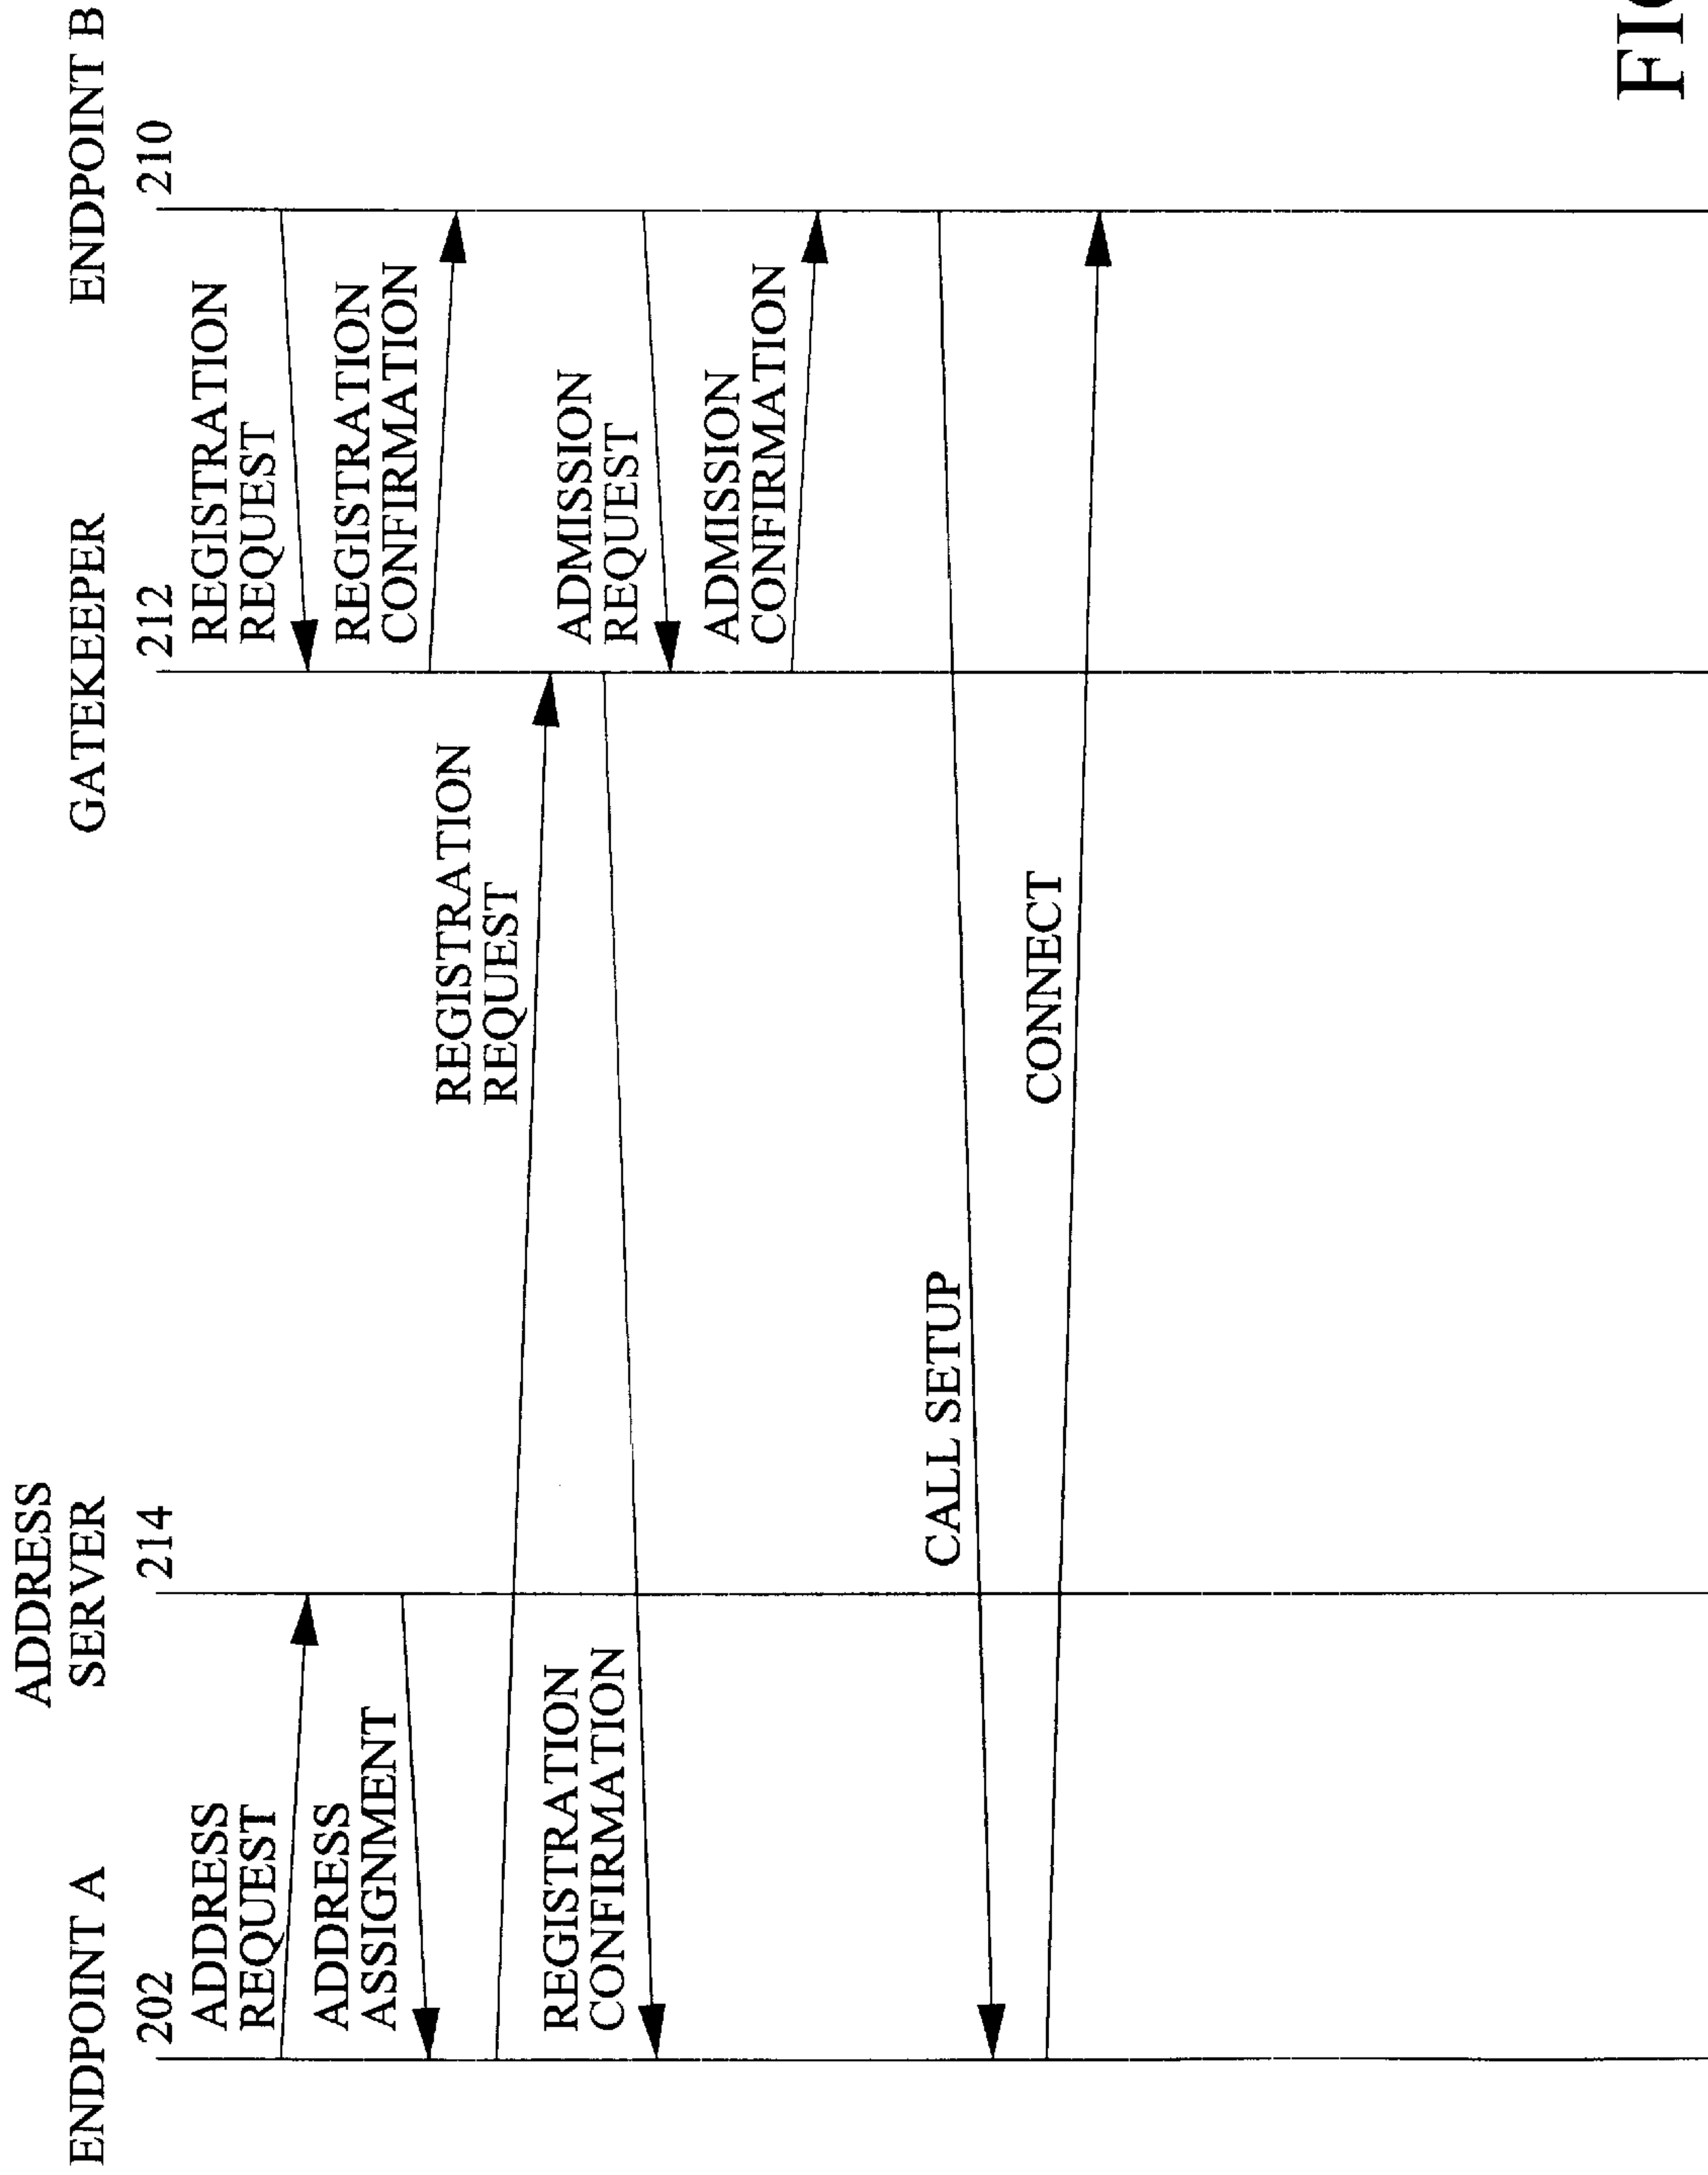 ENDPOINT A
202
ADDRESS
SERVER
214
GATEKEEPER
212
ENDPOINT B
210
ADDRESS
REQUEST
ADDRESS
ASSIGNMENT
REGISTRATION
REQUEST
REGISTRATION
CONFIRMATION
REGISTRATION
REQUEST
REGISTRATION
CONFIRMATION
ADMISSION
REQUEST
ADMISSION
CONFIRMATION
CALL SETUP
CONNECT